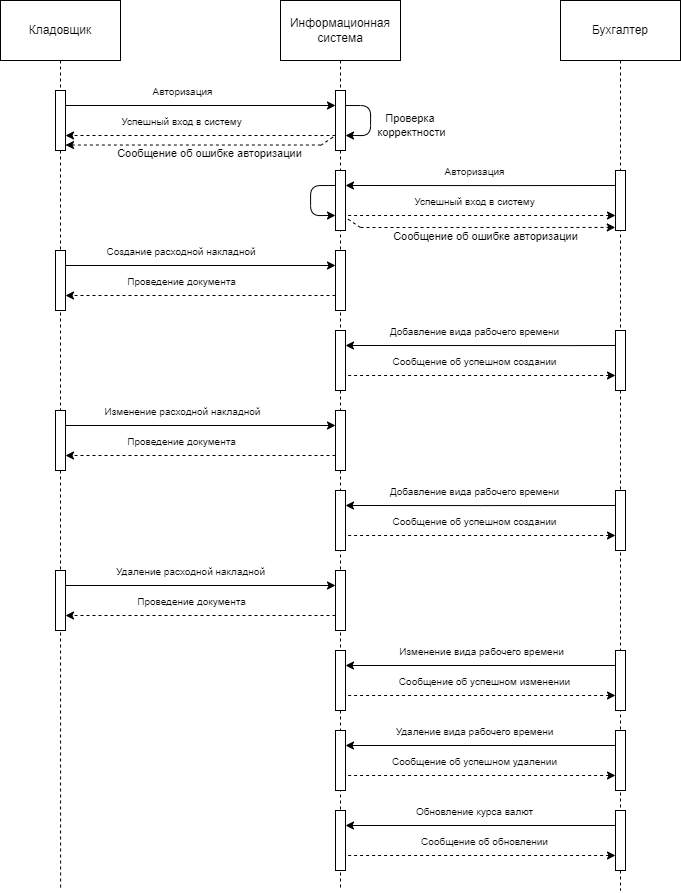 Кладовщик
Информационная
система
Бухгалтер
Авторизация
Успешный вход в систему
Проверка
корректности
Сообщение об ошибке авторизации
Авторизация
Успешный вход в систему
Сообщение об ошибке авторизации
Создание расходной накладной
Проведение документа
Добавление вида рабочего времени
Сообщение об успешном создании
Изменение расходной накладной
Проведение документа
Добавление вида рабочего времени
Сообщение об успешном создании
Удаление расходной накладной
Проведение документа
Изменение вида рабочего времени
Сообщение об успешном изменении
Удаление вида рабочего времени
Сообщение об успешном удалении
Обновление курса валют
Сообщение об обновлении